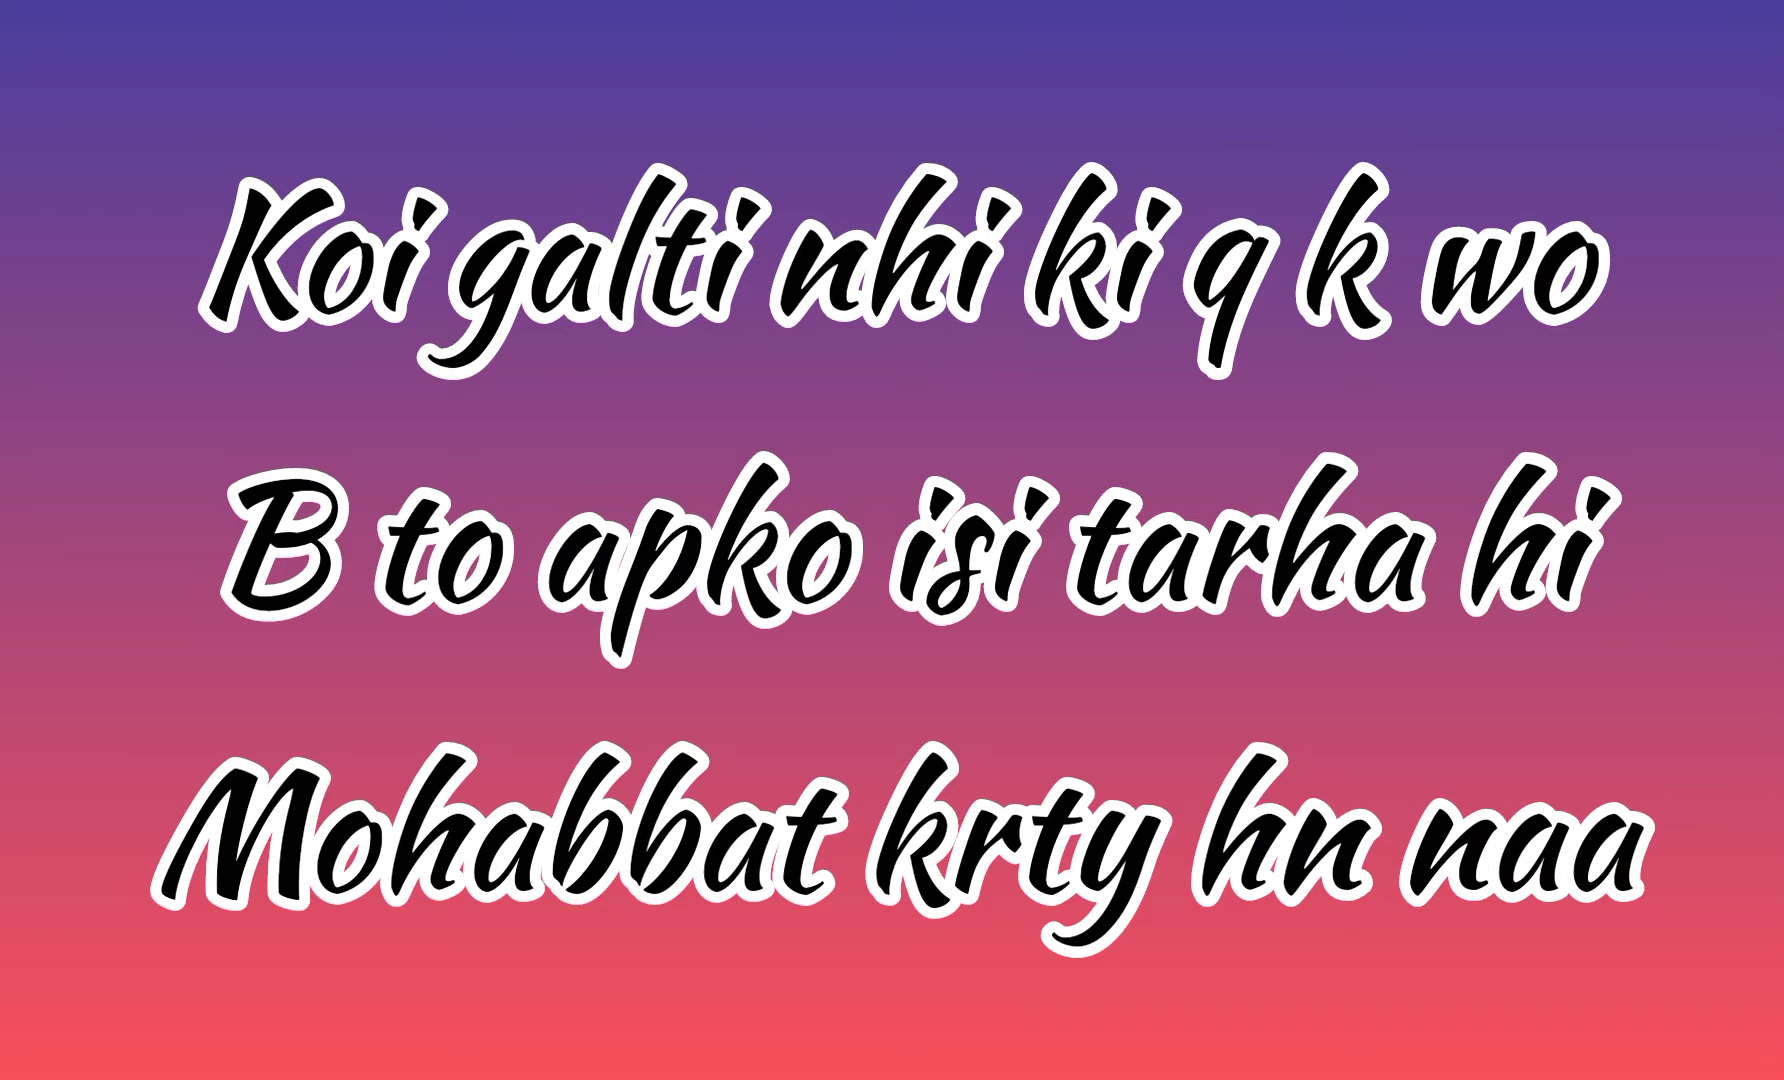 Koi galti nhi ki q k wo
B to apko isi tarha hi
Mohabbat krty hn naa